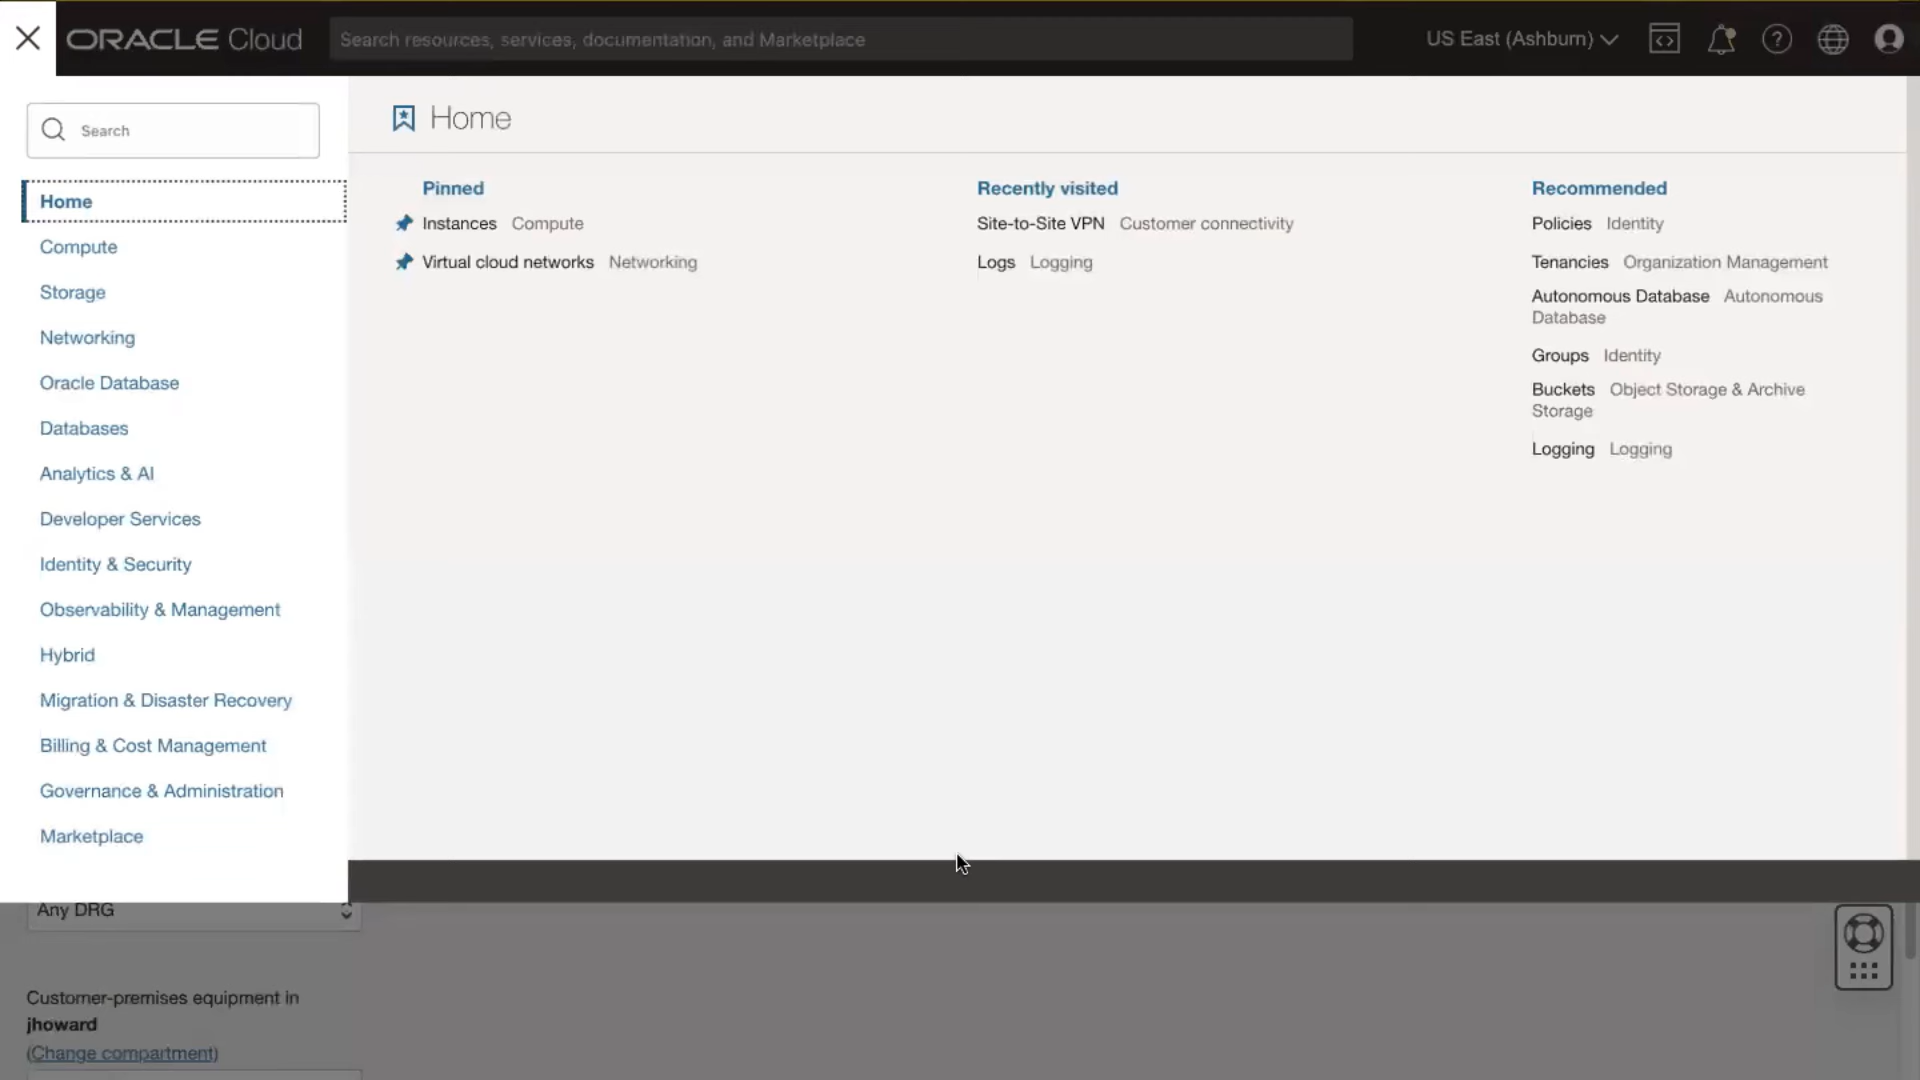 ORACLE Cloud
Search resources, services, documentation, and Marketplace
US East (Ashburn)
Search
Home
Compute
Storage
Networking
Oracle Database
Databases
Analytics & AI
Developer Services
Identity & Security
Observability & Management
Hybrid
Migration & Disaster Recovery
Billing & Cost Management
Governance & Administration
Marketplace
Home
Pinned
Instances Compute
Virtual cloud networks Networking
Recently visited
Site-to-Site VPN Customer connectivity
Logs Logging
Recommended
Policies Identity
Tenancies Organization Management
Autonomous Database Autonomous
Database
Groups Identity
Buckets Object Storage & Archive
Storage
Logging Logging
Any DRG
Customer-premises equipment in
jhoward
(Change compartment)